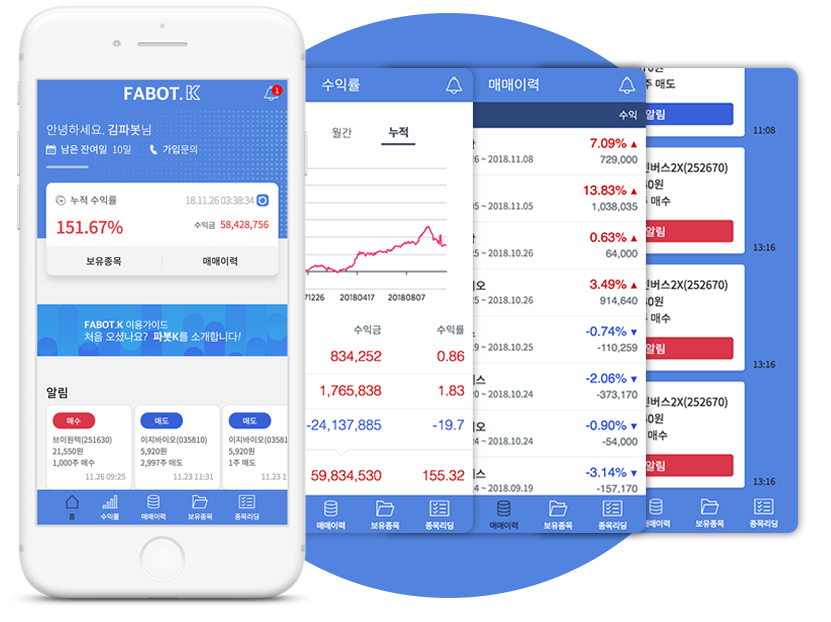 FABOT.K
1
안녕하세요. 김파봇님
남은 잔여일 10일
가입문의
누적 수익률
18.11.26 03:38:34
151.67%
수익금 58,428,756
보유종목
매매이력
FABOT.K 이용가이드
처음 오셨나요? 파봇K를 소개합니다!
알림
매수
브이원텍(251630)
21,550원
1,000주 매수
11.26 09:25
매도
이지바이오(035810)
5,920원
2,997주 매도
11.23 11:31
매도
이지바이오(0358
5,920원
1주 매도
11.23 1
홈
수익률
매매이력
보유종목
종목리딩
수익률
월간
누적
71226
20180417
20180807
수익금
수익률
834,252
0.86
1,765,838
1.83
-24,137,885
-19.7
59,834,530
155.32
매매이력
보유종목
종목리딩
매매이력
수익
7.09% ▲
~ 2018.11.08
729,000
13.83% ▲
~ 2018.11.05
1,038,035
0.63% ▲
~ 2018.10.26
64,000
3.49% ▲
~ 2018.10.26
914,640
-0.74% ▼
~ 2018.10.25
-110,259
-2.06% ▼
~ 2018.10.24
-373,170
-0.90% ▼
~ 2018.10.24
-54,000
-3.14% ▼
~ 2018.09.19
-157,170
매매이력
보유종목
종목리딩
주 매도
알림
11:08
버스2X(252670)
0원
매수
알림
13:16
버스2X(252670)
0원
매수
알림
13:16
버스2X(252670)
0원
매수
알림
13:16
매이력
보유종목
종목리딩